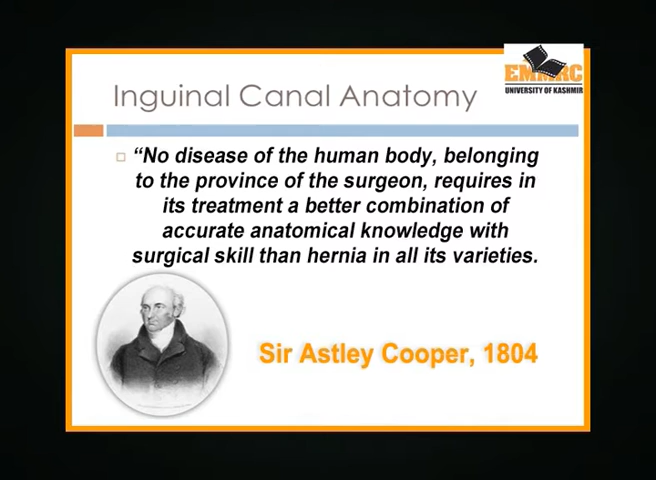 EMMRC
UNIVERSITY OF KASHMIR
Inguinal Canal Anatomy
“No disease of the human body, belonging
to the province of the surgeon, requires in
its treatment a better combination of
accurate anatomical knowledge with
surgical skill than hernia in all its varieties.
Sir Astley Cooper, 1804